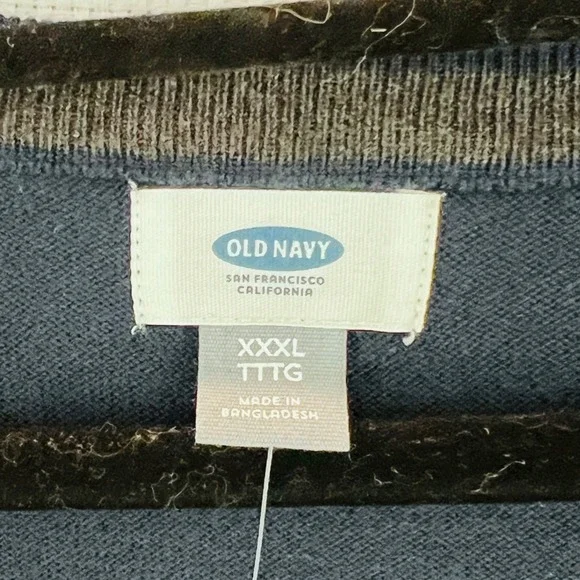 OLD NAVY
SAN FRANCISCO
CALIFORNIA
XXXL
TTTG
MADE IN
BANGLADESH